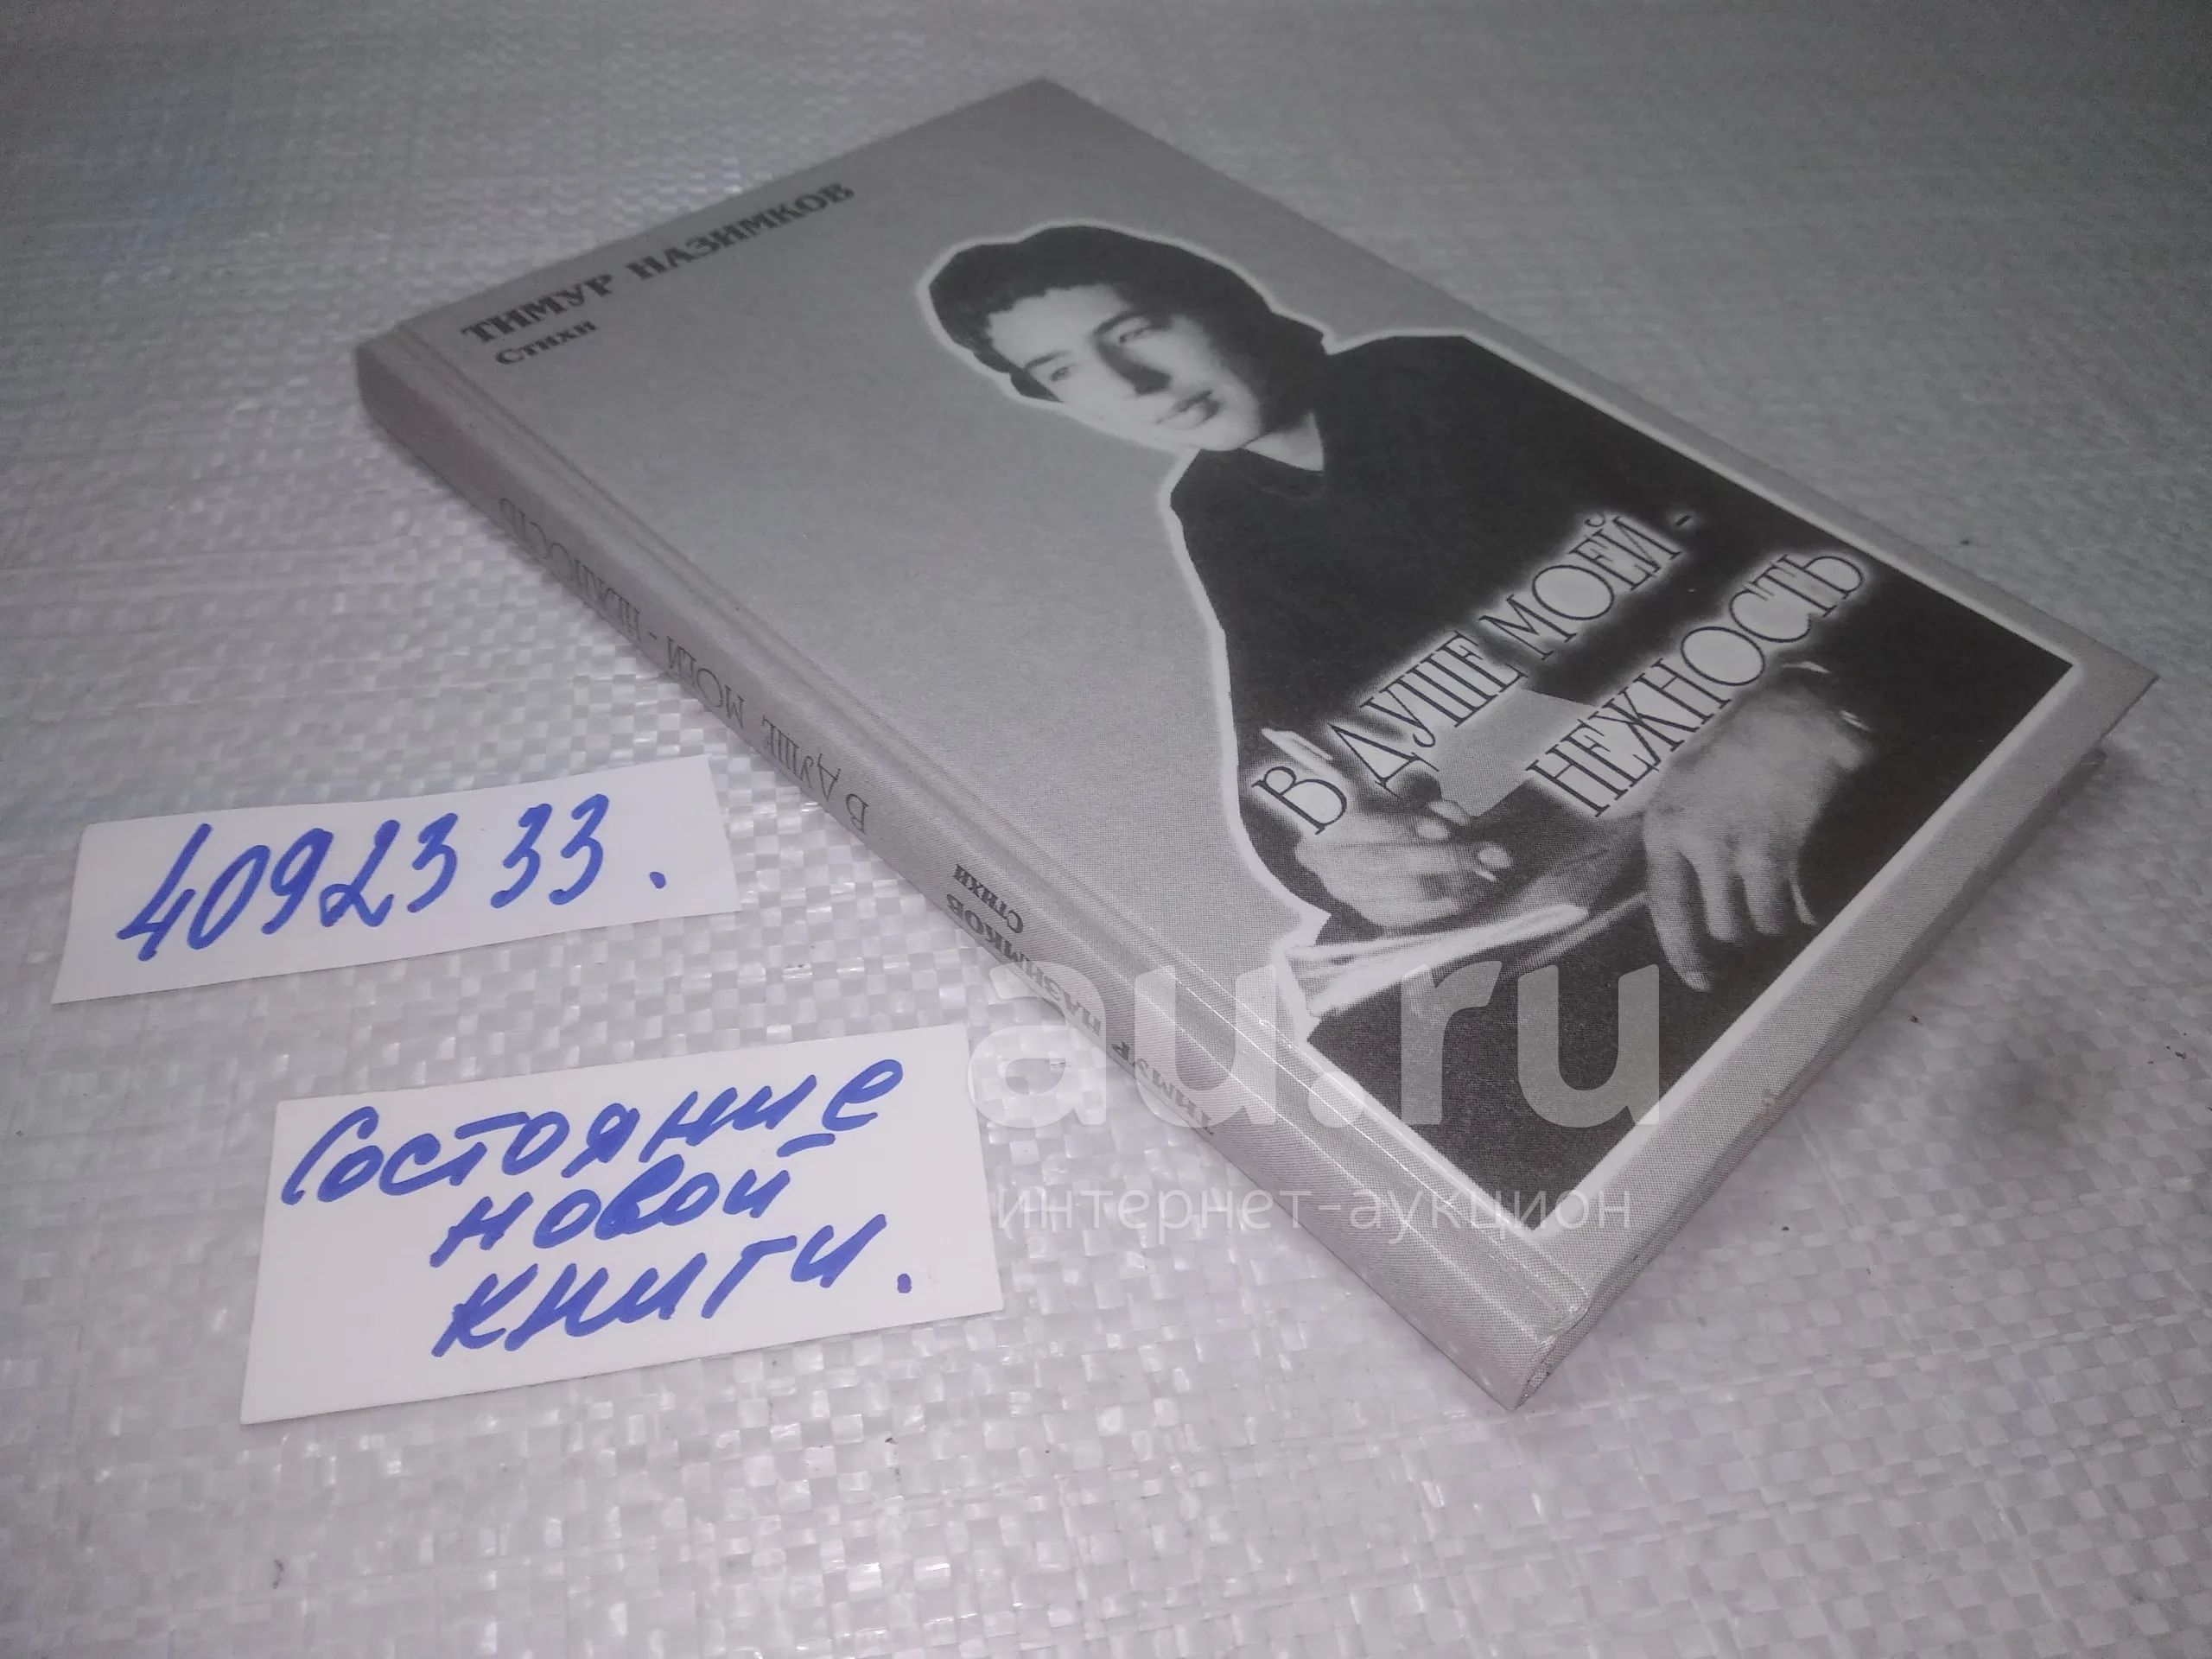 ТИМУР НАЗИМКОВ
Стихи
В ДУШЕ МОЕЙ -
НЕЖНОСТЬ
ТИМУР НАЗИМКОВ
Стихи
В ДУШЕ МОЕЙ - НЕЖНОСТЬ
4092333.
Состояние
новой
книги.
au.ru
интернет-аукцион